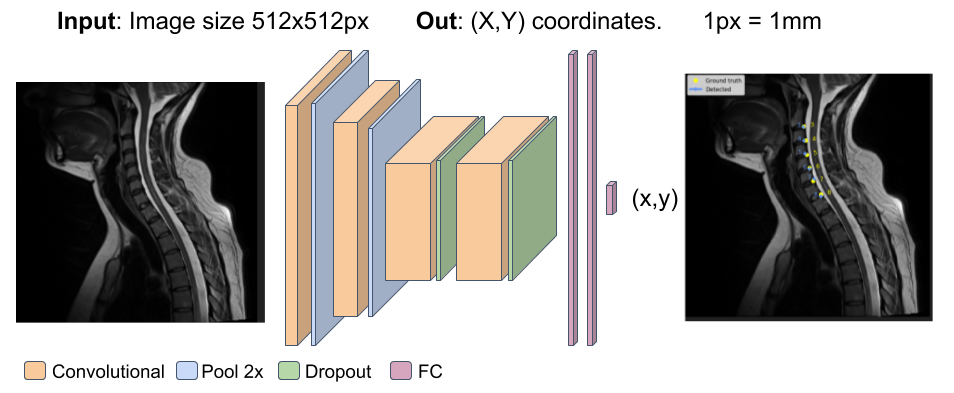 Input: Image size 512x512px
Out: (X,Y) coordinates.
1px = 1mm
Ground truth
Detected
(x,y)
Convolutional
Pool 2x
Dropout
FC